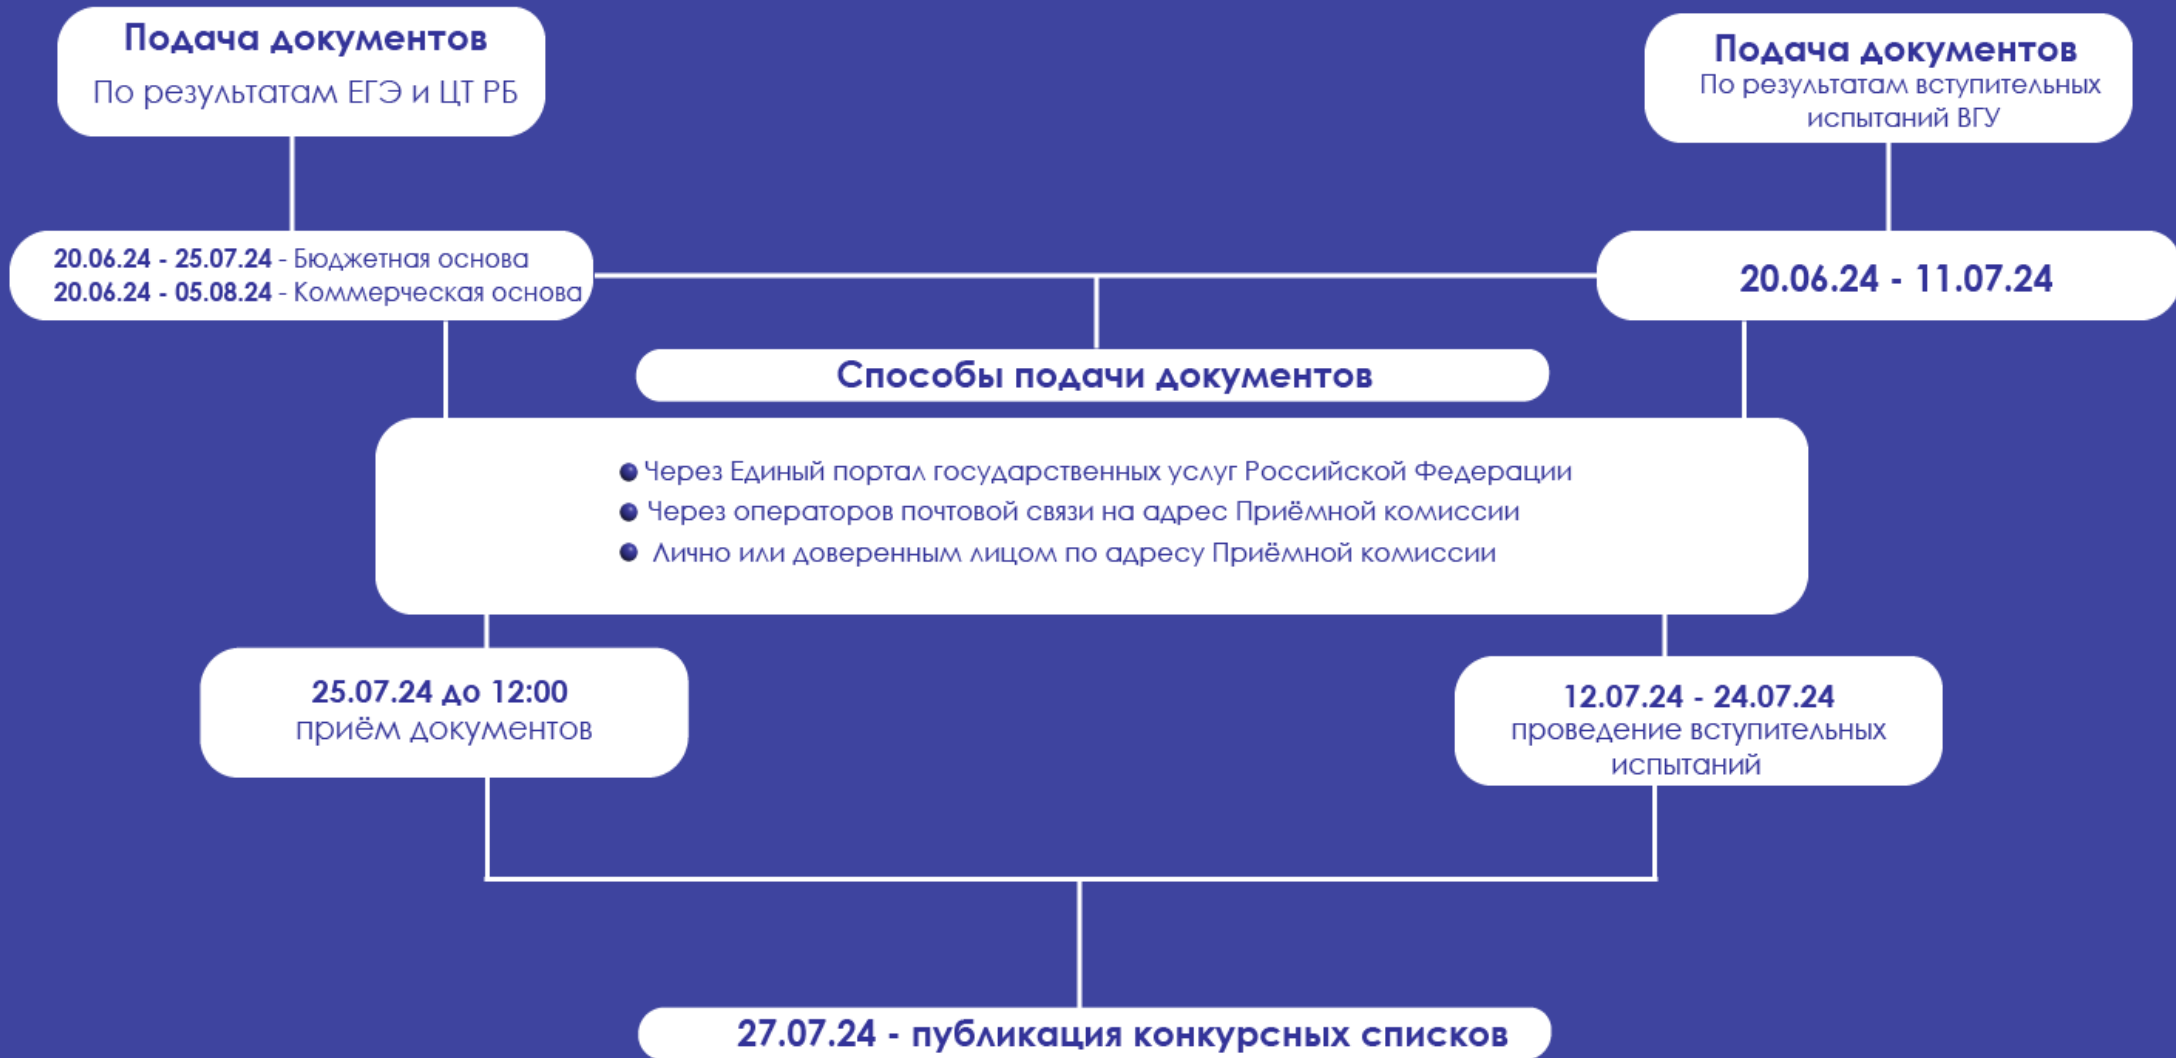 Подача документов
По результатам ЕГЭ и ЦТ РБ
Подача документов
По результатам вступительных
испытаний ВГУ
20.06.24 - 25.07.24 - Бюджетная основа
20.06.24 - 05.08.24 - Коммерческая основа
20.06.24 - 11.07.24
Способы подачи документов
Через Единый портал государственных услуг Российской Федерации
Через операторов почтовой связи на адрес Приёмной комиссии
Лично или доверенным лицом по адресу Приёмной комиссии
25.07.24 до 12:00
приём документов
12.07.24 - 24.07.24
проведение вступительных
испытаний
27.07.24 - публикация конкурсных списков